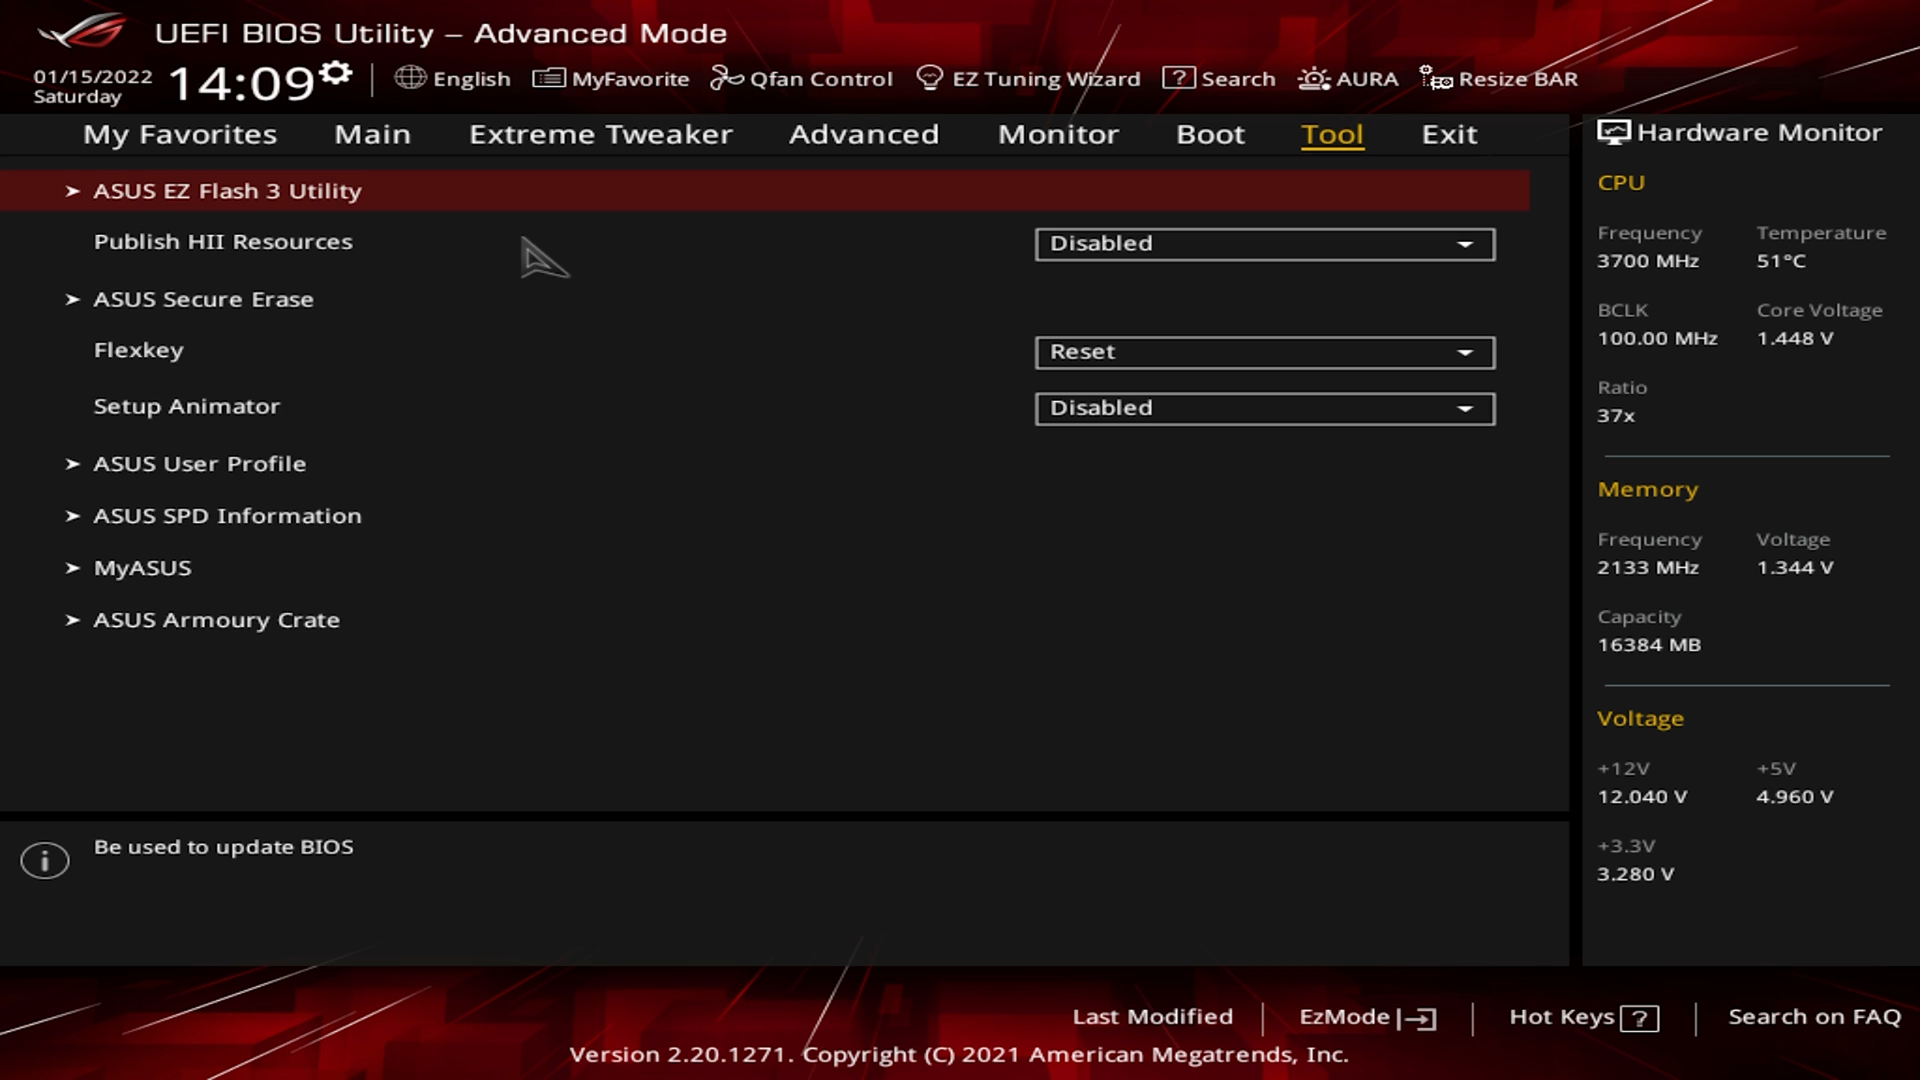 UEFI BIOS Utility – Advanced Mode
01/15/2022
Saturday
14:09
English
MyFavorite
Qfan Control
EZ Tuning Wizard
? Search
AURA
Resize BAR
My Favorites
Main
Extreme Tweaker
Advanced
Monitor
Boot
Tool
Exit
ASUS EZ Flash 3 Utility
Publish HII Resources
Disabled
ASUS Secure Erase
Flexkey
Reset
Setup Animator
Disabled
ASUS User Profile
ASUS SPD Information
MyASUS
ASUS Armoury Crate
i
Be used to update BIOS
Hardware Monitor
CPU
Frequency Temperature
3700 MHz 51°C
BCLK Core Voltage
100.00 MHz 1.448 V
Ratio
37x
Memory
Frequency Voltage
2133 MHz 1.344 V
Capacity
16384 MB
Voltage
+12V +5V
12.040 V 4.960 V
+3.3V
3.280 V
Last Modified
EzMode
Hot Keys ?
Search on FAQ
Version 2.20.1271. Copyright (C) 2021 American Megatrends, Inc.